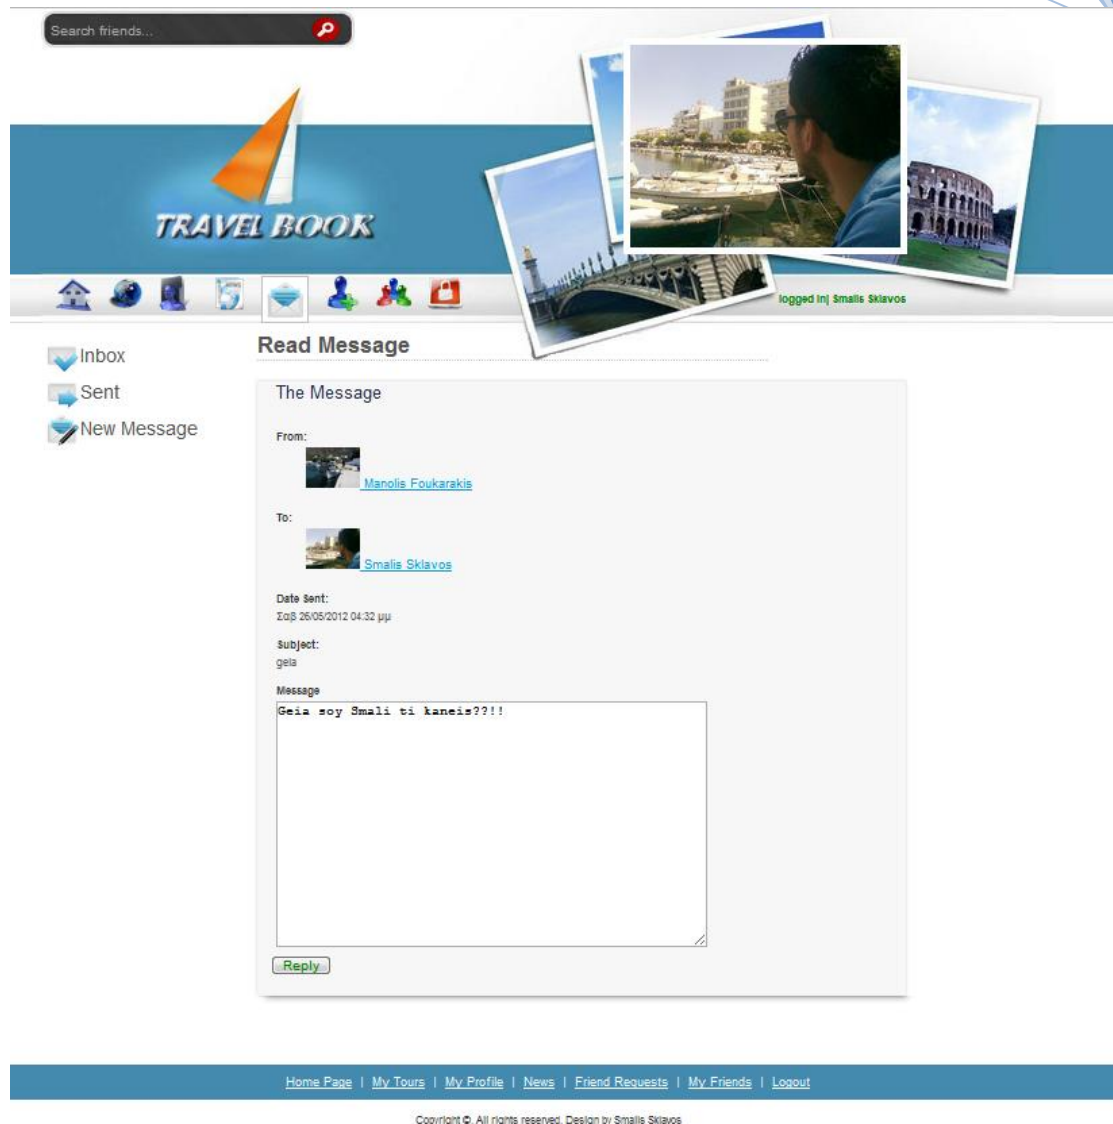 Search friends...
TRAVEL BOOK
logged in| Smalis Sklavos
Inbox
Sent
New Message
Read Message
The Message
From:
Manolis Foukarakis
To:
Smalis Sklavos
Date Sent:
Σαβ 26/05/2012 04:32 μμ
Subject:
geia
Message
Geia soy Smali ti kaneis??!!
Reply
Home Page | My Tours | My Profile | News | Friend Requests | My Friends | Logout
Copyright ©. All rights reserved. Design by Smalis Sklavos